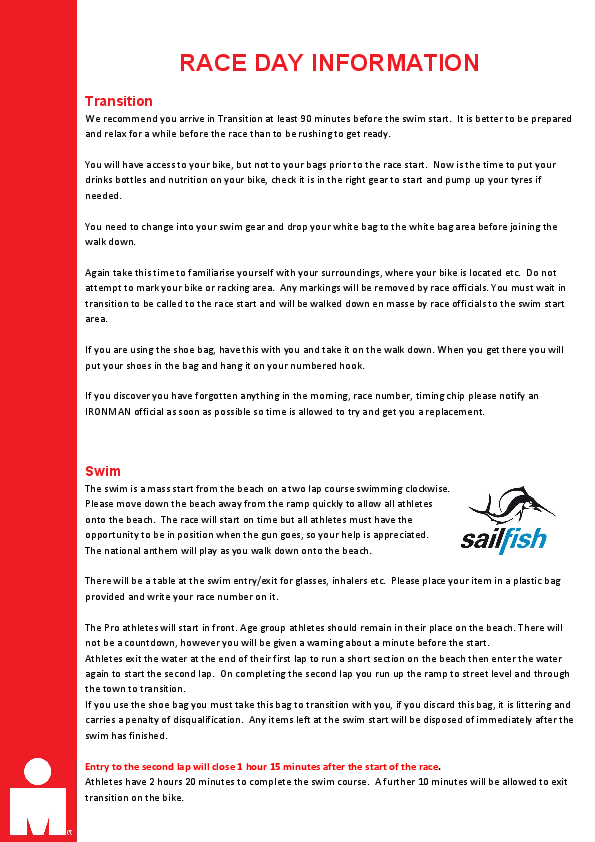 RACE DAY INFORMATION
Transition
We recommend you arrive in Transition at least 90 minutes before the swim start.  It is better to be prepared
and relax for a while before the race than to be rushing to get ready.
You will have access to your bike, but not to your bags prior to the race start.  Now is the time to put your
drinks bottles and nutrition on your bike, check it is in the right gear to start and pump up your tyres if
needed.
You need to change into your swim gear and drop your white bag to the white bag area before joining the
walk down.
Again take this time to familiarise yourself with your surroundings, where your bike is located etc.  Do not
attempt to mark your bike or racking area.  Any markings will be removed by race officials. You must wait in
transition to be called to the race start and will be walked down en masse by race officials to the swim start
area.
If you are using the shoe bag, have this with you and take it on the walk down. When you get there you will
put your shoes in the bag and hang it on your numbered hook.
If you discover you have forgotten anything in the morning, race number, timing chip please notify an
IRONMAN official as soon as possible so time is allowed to try and get you a replacement.
Swim
The swim is a mass start from the beach on a two lap course swimming clockwise.
Please move down the beach away from the ramp quickly to allow all athletes
onto the beach.  The race will start on time but all athletes must have the
opportunity to be in position when the gun goes, so your help is appreciated.
The national anthem will play as you walk down onto the beach.
sailfish
There will be a table at the swim entry/exit for glasses, inhalers etc.  Please place your item in a plastic bag
provided and write your race number on it.
The Pro athletes will start in front. Age group athletes should remain in their place on the beach. There will
not be a countdown, however you will be given a warning about a minute before the start.
Athletes exit the water at the end of their first lap to run a short section on the beach then enter the water
again to start the second lap.  On completing the second lap you run up the ramp to street level and through
the town to transition.
If you use the shoe bag you must take this bag to transition with you, if you discard this bag, it is littering and
carries a penalty of disqualification.  Any items left at the swim start will be disposed of immediately after the
swim has finished.
Entry to the second lap will close 1 hour 15 minutes after the start of the race.
Athletes have 2 hours 20 minutes to complete the swim course.  A further 10 minutes will be allowed to exit
transition on the bike.